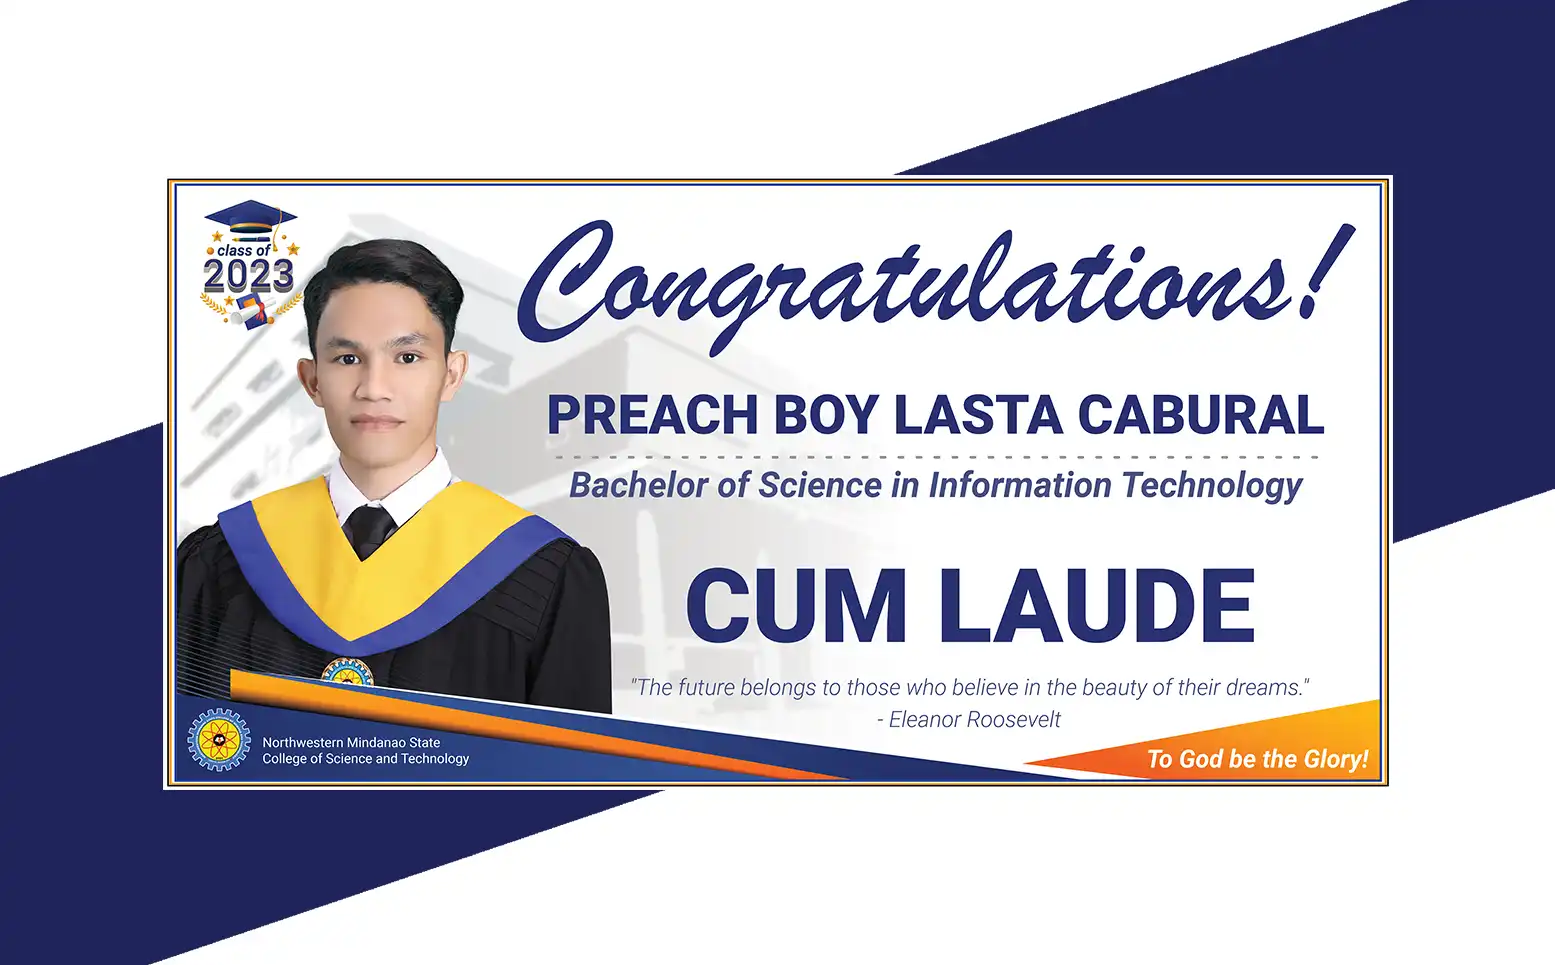 class of
2023
Congratulations!
PREACH BOY LASTA CABURAL
Bachelor of Science in Information Technology
CUM LAUDE
"The future belongs to those who believe in the beauty of their dreams."
- Eleanor Roosevelt
Northwestern Mindanao State
College of Science and Technology
To God be the Glory!